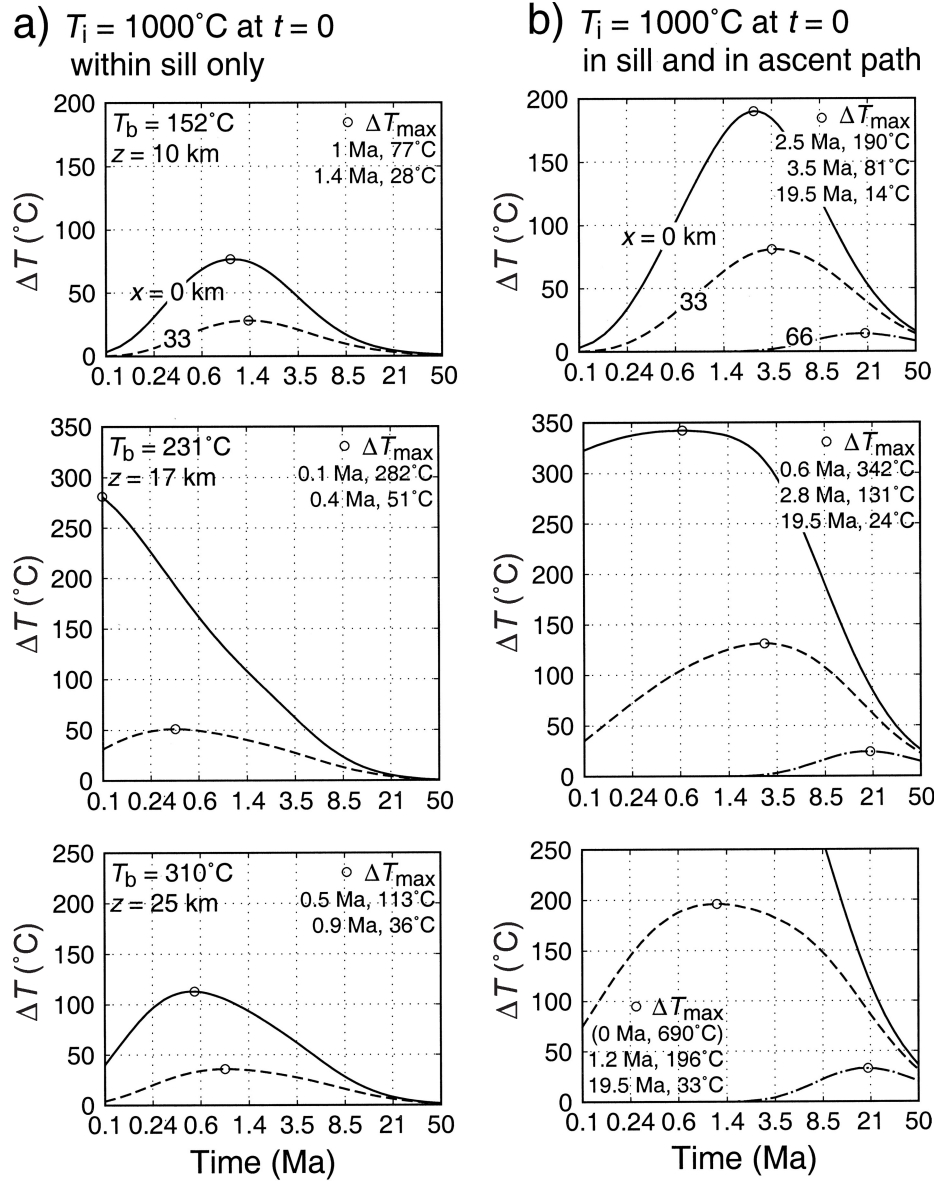 a) Ti = 1000°C at t = 0
within sill only
200
150
100
50
0
ΔT (°C)
Tb = 152°C
z = 10 km
ΔTmax
1 Ma, 77°C
1.4 Ma, 28°C
x = 0 km
33
0.1 0.24 0.6 1.4 3.5 8.5 21 50
350
300
250
200
150
100
50
0
ΔT (°C)
Tb = 231°C
z = 17 km
ΔTmax
0.1 Ma, 282°C
0.4 Ma, 51°C
0.1 0.24 0.6 1.4 3.5 8.5 21 50
250
200
150
100
50
0
ΔT (°C)
Tb = 310°C
z = 25 km
ΔTmax
0.5 Ma, 113°C
0.9 Ma, 36°C
0.1 0.24 0.6 1.4 3.5 8.5 21 50
Time (Ma)
b) Ti = 1000°C at t = 0
in sill and in ascent path
200
150
100
50
0
ΔT (°C)
ΔTmax
2.5 Ma, 190°C
3.5 Ma, 81°C
19.5 Ma, 14°C
x = 0 km
33
66
0.1 0.24 0.6 1.4 3.5 8.5 21 50
350
300
250
200
150
100
50
0
ΔT (°C)
ΔTmax
0.6 Ma, 342°C
2.8 Ma, 131°C
19.5 Ma, 24°C
0.1 0.24 0.6 1.4 3.5 8.5 21 50
250
200
150
100
50
0
ΔT (°C)
ΔTmax
(0 Ma, 690°C)
1.2 Ma, 196°C
19.5 Ma, 33°C
0.1 0.24 0.6 1.4 3.5 8.5 21 50
Time (Ma)